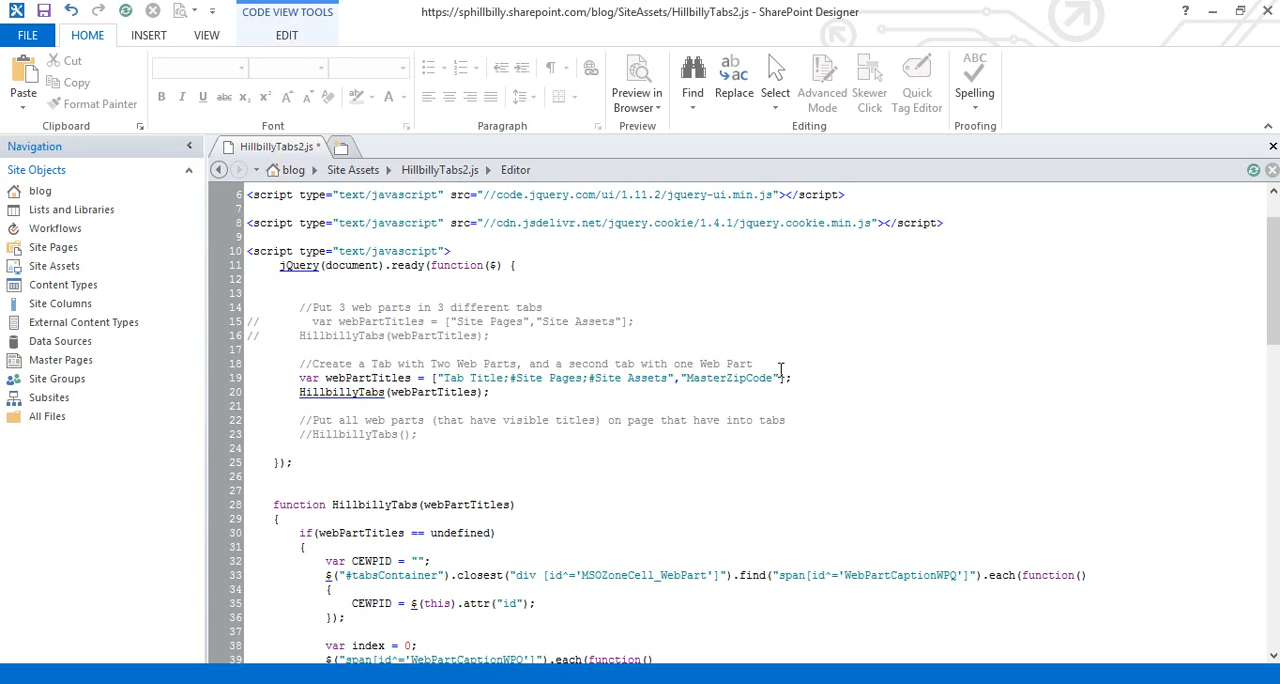 CODE VIEW TOOLS
https://sphillbilly.sharepoint.com/blog/SiteAssets/HillbillyTabs2.js - SharePoint Designer
FILE
HOME
INSERT
VIEW
EDIT
Paste
Cut
Copy
Format Painter
Clipboard
Font
Paragraph
Preview in Browser
Preview
Find
Replace
Select
Advanced Mode
Skewer Click
Quick Tag Editor
Editing
ABC
Spelling
Proofing
Navigation
Site Objects
blog
Lists and Libraries
Workflows
Site Pages
Site Assets
Content Types
Site Columns
External Content Types
Data Sources
Master Pages
Site Groups
Subsites
All Files
HillbillyTabs2.js *
blog
Site Assets
HillbillyTabs2.js
Editor
6 <script type="text/javascript" src="//code.jquery.com/ui/1.11.2/jquery-ui.min.js"></script>
7
8 <script type="text/javascript" src="//cdn.jsdelivr.net/jquery.cookie/1.4.1/jquery.cookie.min.js"></script>
9
10 <script type="text/javascript">
11 jQuery(document).ready(function($) {
12
13
14 //Put 3 web parts in 3 different tabs
15 // var webPartTitles = ["Site Pages","Site Assets"];
16 // HillbillyTabs(webPartTitles);
17
18 //Create a Tab with Two Web Parts, and a second tab with one Web Part
19 var webPartTitles = ["Tab Title;#Site Pages;#Site Assets","MasterZipCode"];
20 HillbillyTabs(webPartTitles);
21
22 //Put all web parts (that have visible titles) on page that have into tabs
23 //HillbillyTabs();
24
25 });
26
27
28 function HillbillyTabs(webPartTitles)
29 {
30 if(webPartTitles == undefined)
31 {
32 var CEWPID = "";
33 $("#tabsContainer").closest("div [id^='MSOZoneCell_WebPart']").find("span[id^='WebPartCaptionWPQ']").each(function()
34 {
35 CEWPID = $(this).attr("id");
36 });
37
38 var index = 0;
39 $("span[id^='WebPartCaptionWPQ']").each(function()